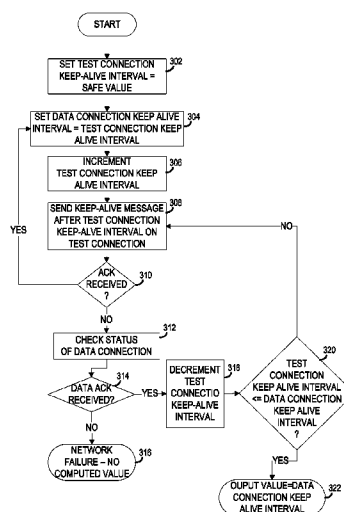 START
SET TEST CONNECTION
KEEP-ALIVE INTERVAL =
SAFE VALUE
302
SET DATA CONNECTION KEEP ALIVE
INTERVAL = TEST CONNECTION KEEP
ALIVE INTERVAL
304
INCREMENT
TEST CONNECTION KEEP
ALIVE INTERVAL
306
SEND KEEP-ALIVE MESSAGE
AFTER TEST CONNECTION
KEEP-ALVE INTERVAL ON
TEST CONNECTION
308
YES
NO
ACK
RECEIVED
?
310
NO
CHECK STATUS
OF DATA CONNECTION
312
DATA ACK
RECEIVED?
314
YES
DECREMENT
TEST
CONNECTIO
KEEP-ALIVE
INTERVAL
318
TEST
CONNECTION
KEEP ALIVE INTERVAL
<= DATA CONNECTION
KEEP ALIVE
INTERVAL
?
320
NO
NETWORK
FAILURE – NO
COMPUTED VALUE
316
YES
OUPUT VALUE=DATA
CONNECTION KEEP
ALIVE INTERVAL
322